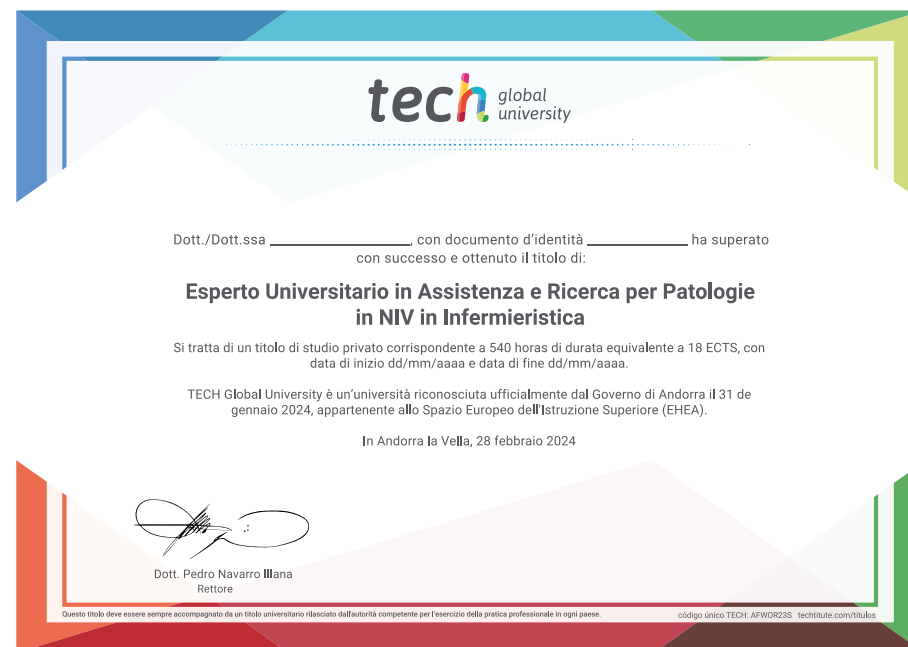 tech global university
Dott./Dott.ssa ____________________, con documento d'identità ______________ ha superato
con successo e ottenuto il titolo di:
Esperto Universitario in Assistenza e Ricerca per Patologie
in NIV in Infermieristica
Si tratta di un titolo di studio privato corrispondente a 540 horas di durata equivalente a 18 ECTS, con
data di inizio dd/mm/aaaa e data di fine dd/mm/aaaa.
TECH Global University è un'università riconosciuta ufficialmente dal Governo di Andorra il 31 de
gennaio 2024, appartenente allo Spazio Europeo dell'Istruzione Superiore (EHEA).
In Andorra la Vella, 28 febbraio 2024
Dott. Pedro Navarro Illana
Rettore
Questo titolo deve essere sempre accompagnato da un titolo universitario rilasciato dall'autorità competente per l'esercizio della pratica professionale in ogni paese.
código único TECH: AFWOR23S techtitute.com/titulos